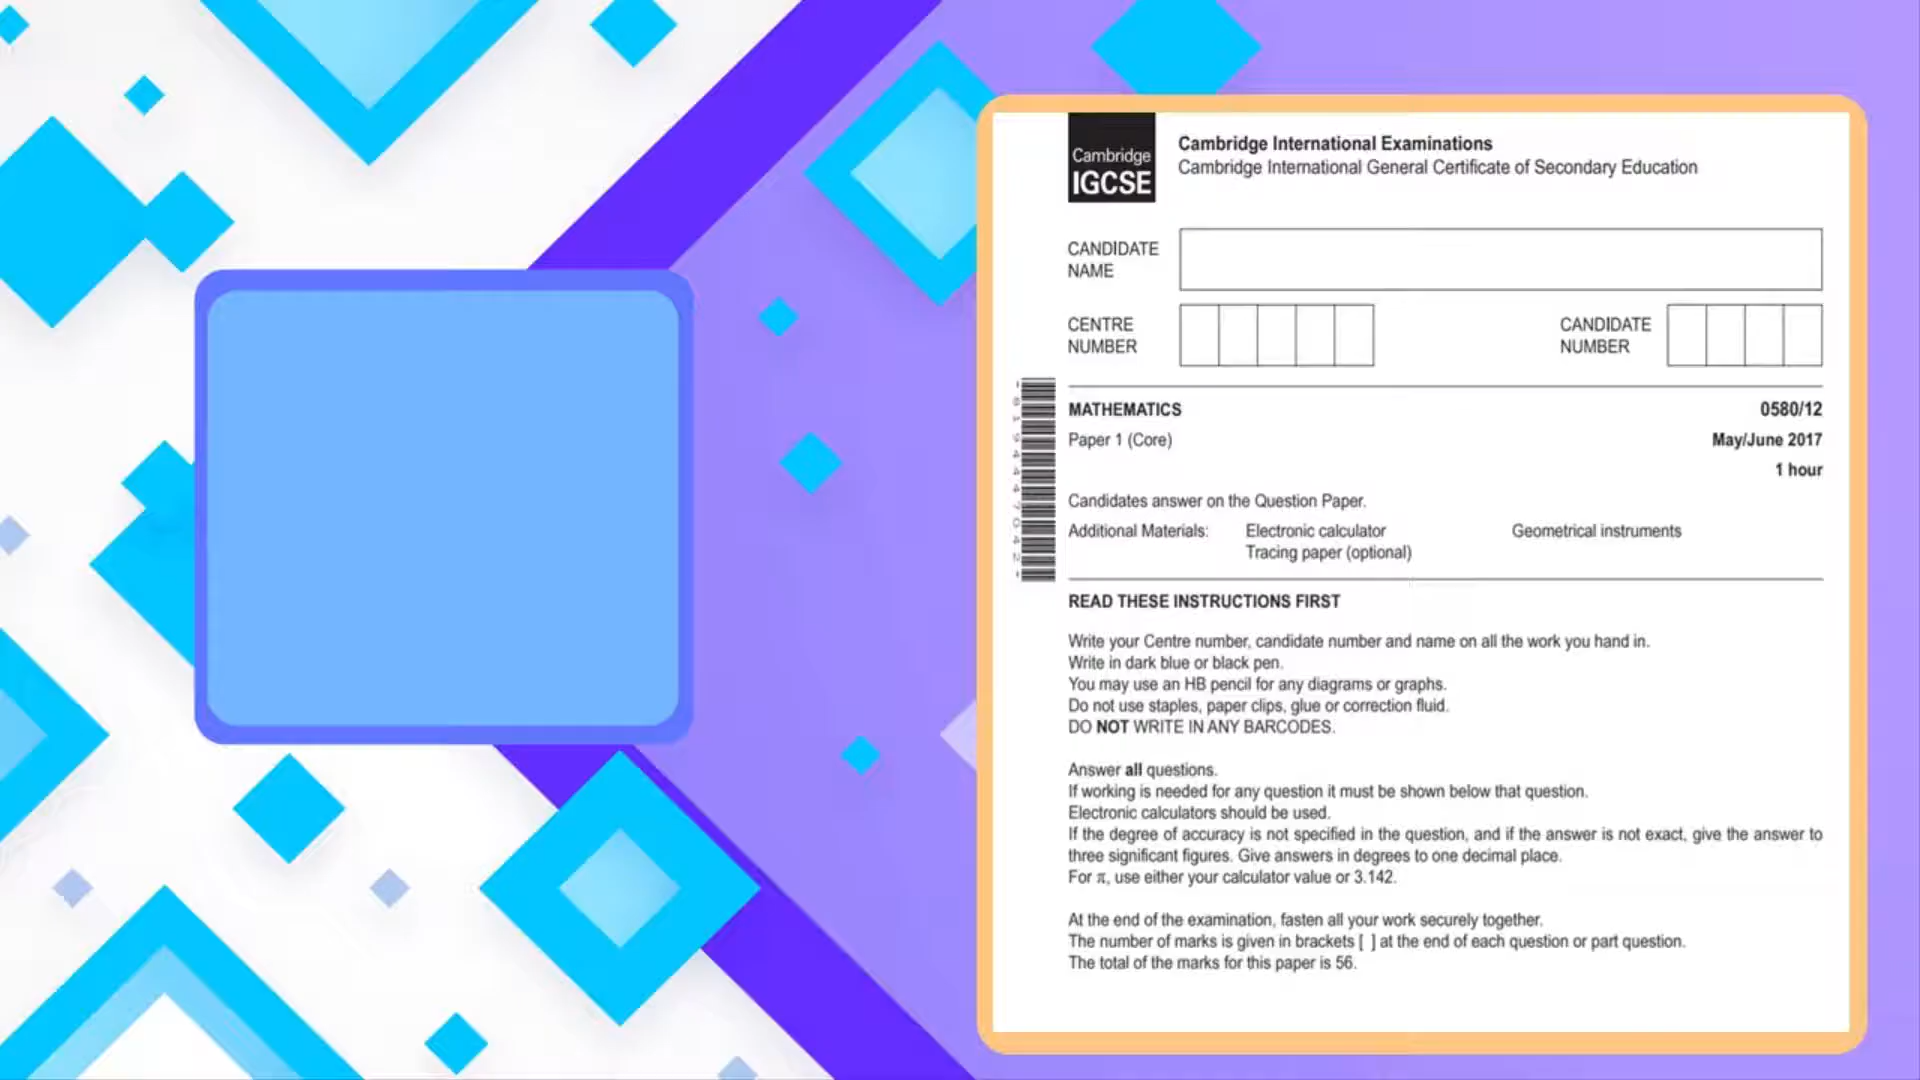 Cambridge
IGCSE
Cambridge International Examinations
Cambridge International General Certificate of Secondary Education
CANDIDATE
NAME
CENTRE
NUMBER
CANDIDATE
NUMBER
MATHEMATICS 0580/12
Paper 1 (Core) May/June 2017
1 hour
Candidates answer on the Question Paper.
Additional Materials: Electronic calculator Geometrical instruments
Tracing paper (optional)
READ THESE INSTRUCTIONS FIRST
Write your Centre number, candidate number and name on all the work you hand in.
Write in dark blue or black pen.
You may use an HB pencil for any diagrams or graphs.
Do not use staples, paper clips, glue or correction fluid.
DO NOT WRITE IN ANY BARCODES.
Answer all questions.
If working is needed for any question it must be shown below that question.
Electronic calculators should be used.
If the degree of accuracy is not specified in the question, and if the answer is not exact, give the answer to
three significant figures. Give answers in degrees to one decimal place.
For π, use either your calculator value or 3.142.
At the end of the examination, fasten all your work securely together.
The number of marks is given in brackets [ ] at the end of each question or part question.
The total of the marks for this paper is 56.